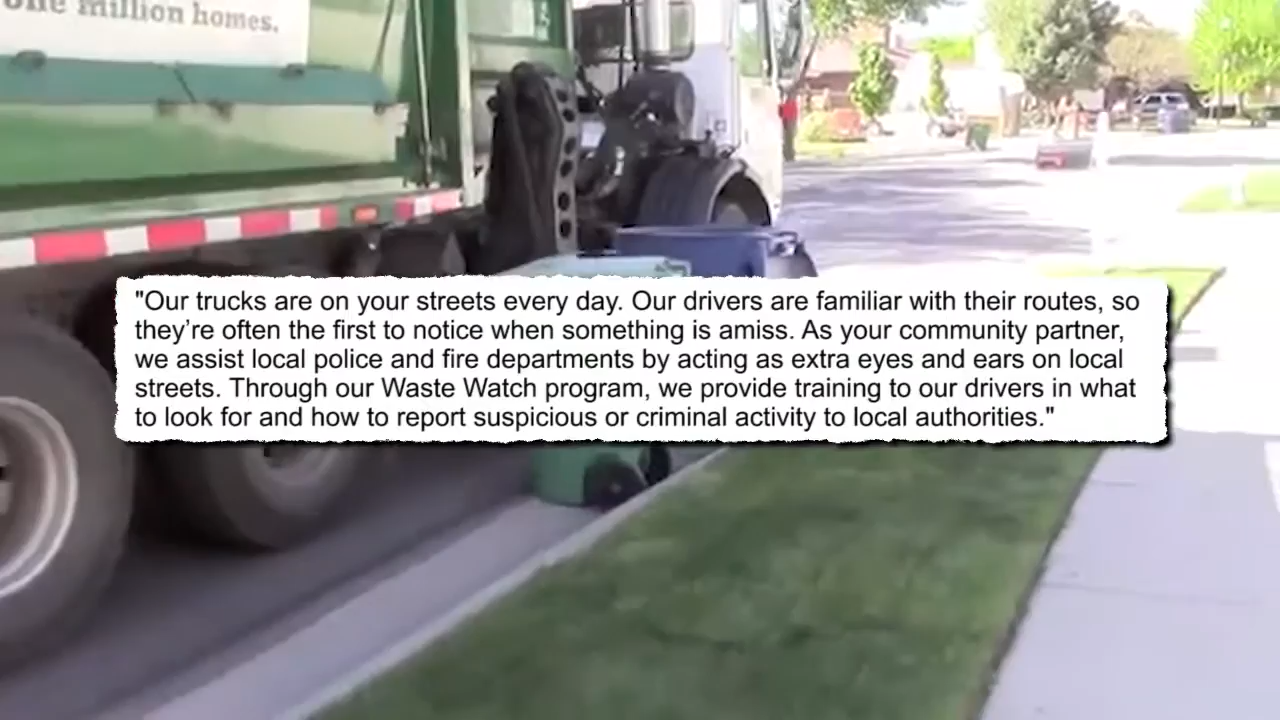 one million homes.
"Our trucks are on your streets every day. Our drivers are familiar with their routes, so
they’re often the first to notice when something is amiss. As your community partner,
we assist local police and fire departments by acting as extra eyes and ears on local
streets. Through our Waste Watch program, we provide training to our drivers in what
to look for and how to report suspicious or criminal activity to local authorities."